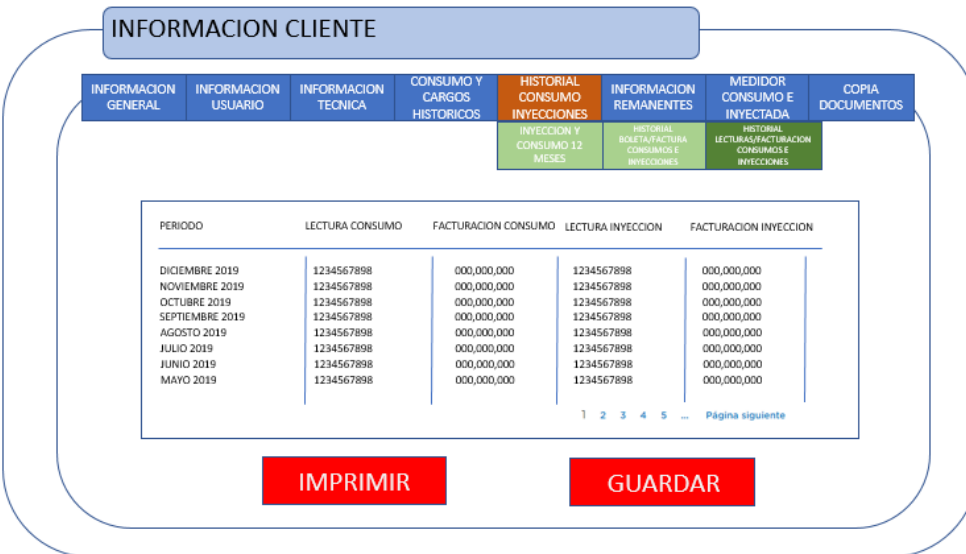 INFORMACION CLIENTE
INFORMACION GENERAL
INFORMACION USUARIO
INFORMACION TECNICA
CONSUMO Y CARGOS HISTORICOS
HISTORIAL CONSUMO INYECCIONES
INFORMACION REMANENTES
MEDIDOR CONSUMO E INYECTADA
COPIA DOCUMENTOS
INYECCION Y CONSUMO 12 MESES
HISTORIAL BOLETA/FACTURA CONSUMOS E INYECCIONES
HISTORIAL LECTURAS/FACTURACION CONSUMOS E INYECCIONES
PERIODO LECTURA CONSUMO FACTURACION CONSUMO LECTURA INYECCION FACTURACION INYECCION
DICIEMBRE 2019 1234567898 000,000,000 1234567898 000,000,000
NOVIEMBRE 2019 1234567898 000,000,000 1234567898 000,000,000
OCTUBRE 2019 1234567898 000,000,000 1234567898 000,000,000
SEPTIEMBRE 2019 1234567898 000,000,000 1234567898 000,000,000
AGOSTO 2019 1234567898 000,000,000 1234567898 000,000,000
JULIO 2019 1234567898 000,000,000 1234567898 000,000,000
JUNIO 2019 1234567898 000,000,000 1234567898 000,000,000
MAYO 2019 1234567898 000,000,000 1234567898 000,000,000
1 2 3 4 5 ... Página siguiente
IMPRIMIR GUARDAR